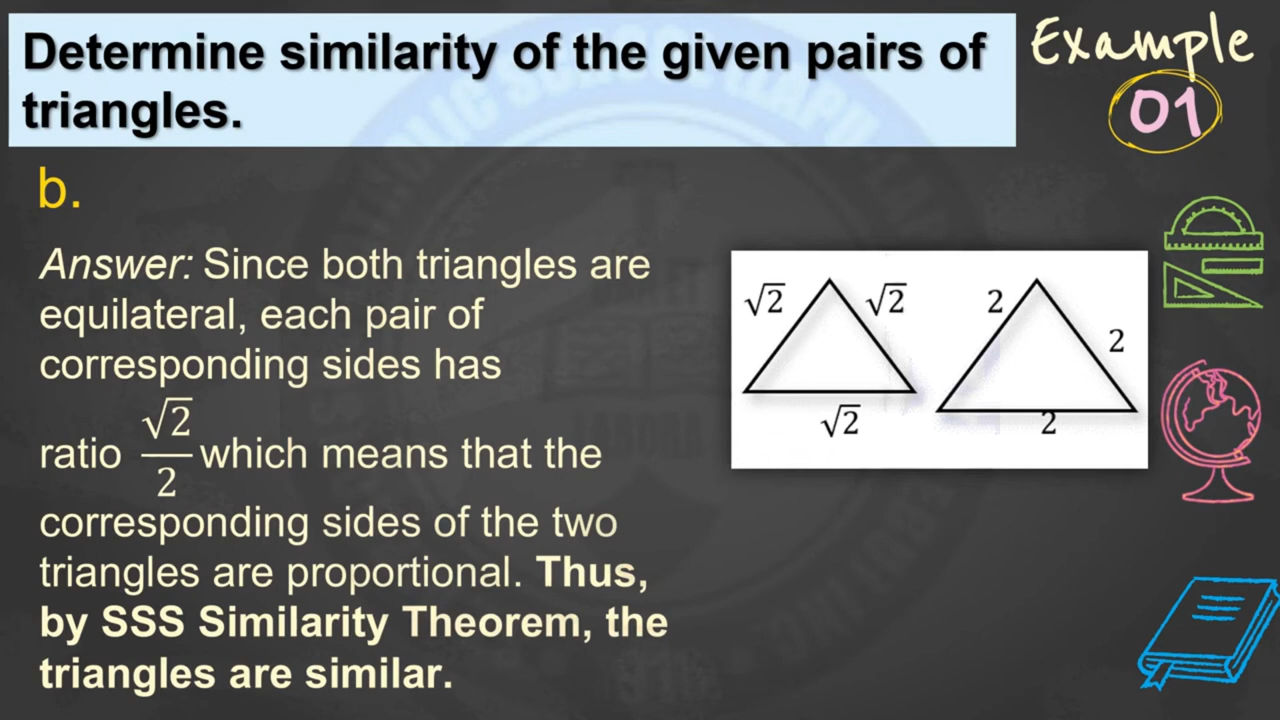 Determine similarity of the given pairs of
triangles.
Example
01
b.
Answer: Since both triangles are
equilateral, each pair of
corresponding sides has
ratio √2/2 which means that the
corresponding sides of the two
triangles are proportional. Thus,
by SSS Similarity Theorem, the
triangles are similar.
√2 √2 2
2
√2 2